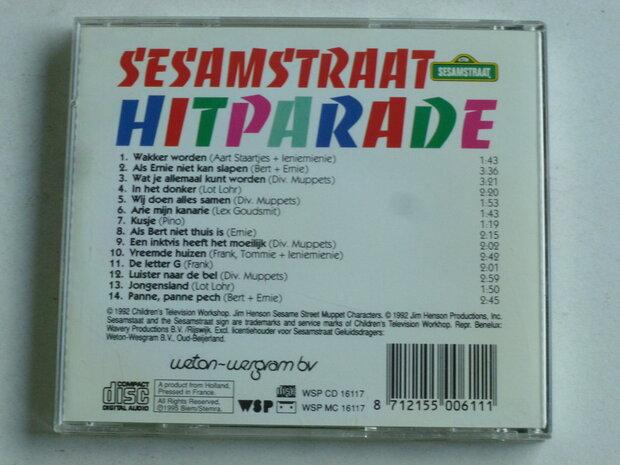 SESAMSTRAAT
SESAMSTRAAT
HITPARADE
1. Wakker worden (Aart Staartjes + Ieniemienie) 1:43
2. Als Ernie niet kan slapen (Bert + Ernie) 3:36
3. Wat je allemaal kunt worden (Div. Muppets) 3:21
4. In het donker (Lot Lohr) 2:20
5. Wij doen alles samen (Div. Muppets) 1:53
6. Arie mijn kanarie (Lex Goudsmit) 1:43
7. Kusje (Pino) 1:19
8. Als Bert niet thuis is (Ernie) 2:15
9. Een inktvis heeft het moeilijk (Div. Muppets) 2:02
10. Vreemde huizen (Frank, Tommie + Ieniemienie) 2:42
11. De letter G (Frank) 2:01
12. Luister naar de bel (Div. Muppets) 2:59
13. Jongensland (Lot Lohr) 1:50
14. Panne, panne pech (Bert + Ernie) 2:45
© 1992 Children's Television Workshop. Jim Henson Sesame Street Muppet Characters. © 1992 Jim Henson Productions, Inc.
Sesamstaat and the Sesamstraat sign are trademarks and service marks of Children's Television Workshop. Repr. Benelux:
Wavery Productions B.V. /Rijswijk. Excl. licentiehouder voor Sesamstraat Geluidsdragers:
Weton-Wesgram B.V., Oud-Beijerland.
weton-wesgram bv
COMPACT
disc
DIGITAL AUDIO
A product from Holland,
Pressed in France.
All Rights Reserved.
©1995 Biem/Stemra.
WSP
WSP CD 16117
WSP MC 16117
8 712155 006111